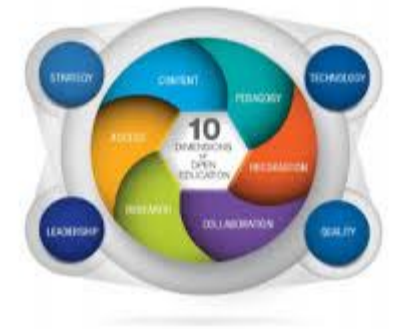 STRATEGY
TECHNOLOGY
CONTENT
PEDAGOGY
ACCESS
10
DIMENSIONS
of
OPEN
EDUCATION
RECOGNITION
RESEARCH
COLLABORATION
LEADERSHIP
QUALITY